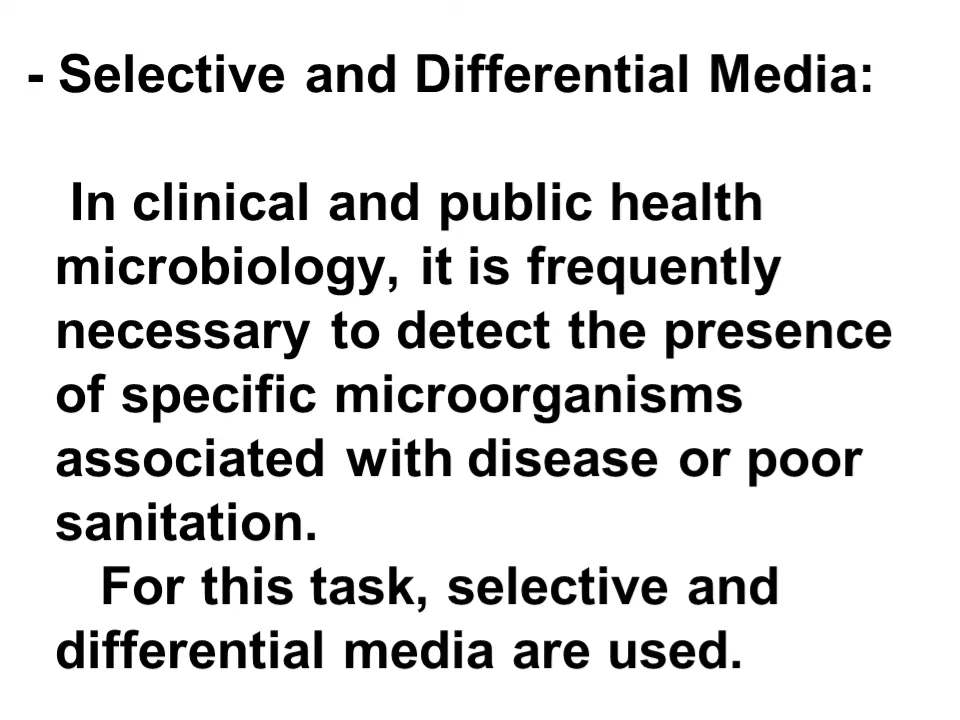 - Selective and Differential Media:
In clinical and public health
microbiology, it is frequently
necessary to detect the presence
of specific microorganisms
associated with disease or poor
sanitation.
For this task, selective and
differential media are used.